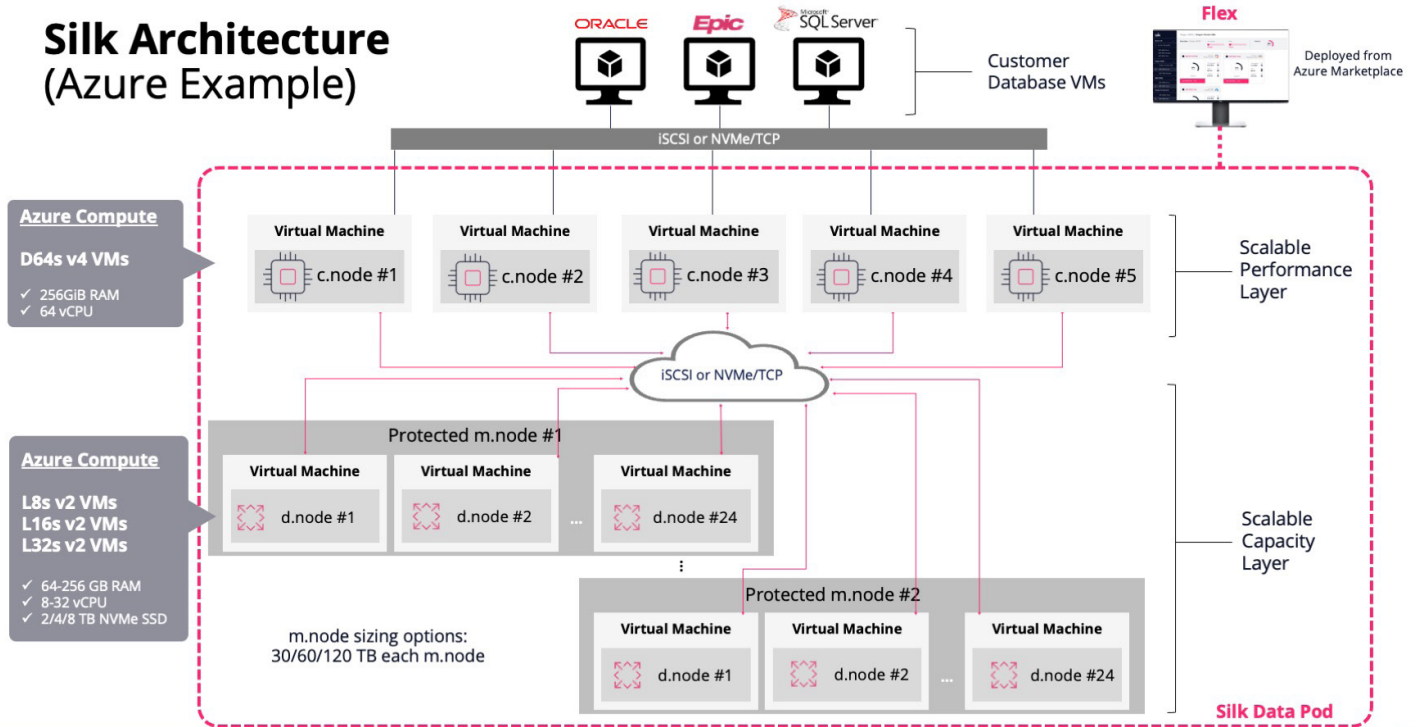 Silk Architecture
(Azure Example)
ORACLE
Epic
Microsoft
SQL Server
Customer
Database VMs
Flex
Deployed from
Azure Marketplace
iSCSI or NVMe/TCP
Azure Compute
D64s v4 VMs
✓ 256GiB RAM
✓ 64 vCPU
Virtual Machine
c.node #1
Virtual Machine
c.node #2
Virtual Machine
c.node #3
Virtual Machine
c.node #4
Virtual Machine
c.node #5
Scalable
Performance
Layer
iSCSI or NVMe/TCP
Azure Compute
L8s v2 VMs
L16s v2 VMs
L32s v2 VMs
✓ 64-256 GB RAM
✓ 8-32 vCPU
✓ 2/4/8 TB NVMe SSD
Protected m.node #1
Virtual Machine
d.node #1
Virtual Machine
d.node #2
...
Virtual Machine
d.node #24
Scalable
Capacity
Layer
Protected m.node #2
Virtual Machine
d.node #1
Virtual Machine
d.node #2
...
Virtual Machine
d.node #24
m.node sizing options:
30/60/120 TB each m.node
Silk Data Pod